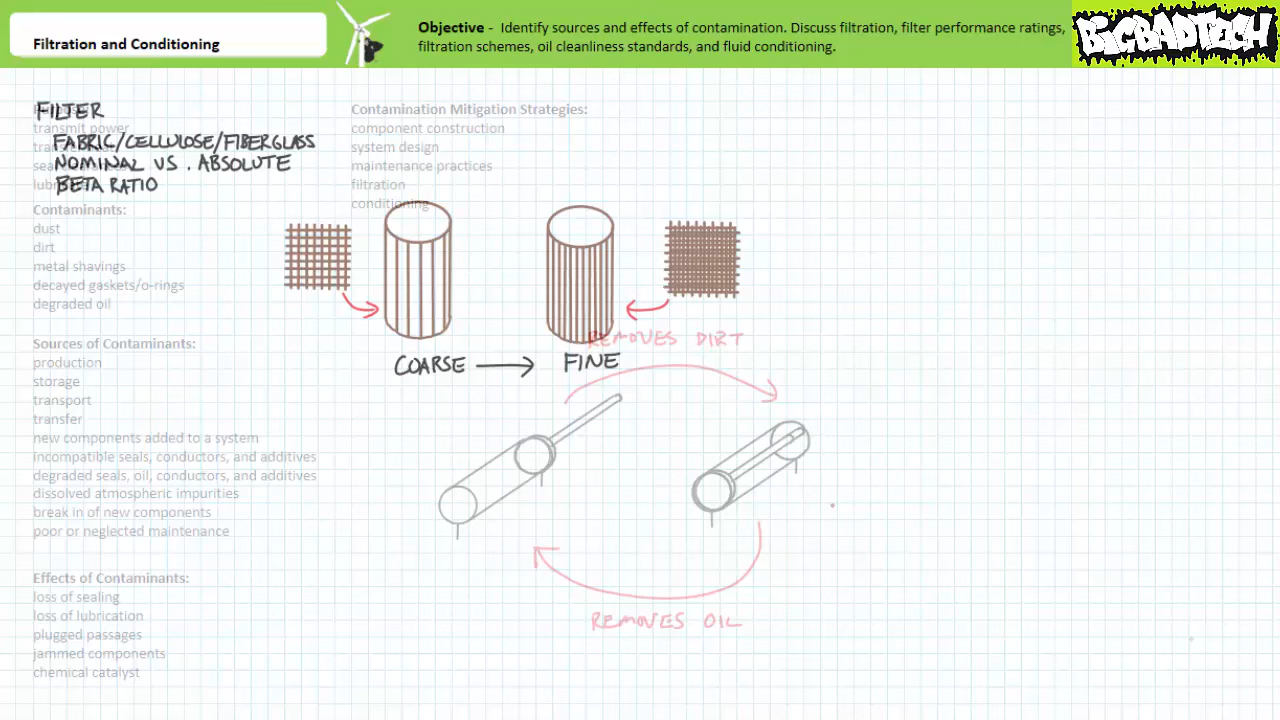 Filtration and Conditioning
Objective - Identify sources and effects of contamination. Discuss filtration, filter performance ratings,
filtration schemes, oil cleanliness standards, and fluid conditioning.
BIGBADTECH
FILTER
transmit power
FABRIC/CELLULOSE/FIBERGLASS
NOMINAL VS. ABSOLUTE
BETA RATIO
Contaminants:
dust
dirt
metal shavings
decayed gaskets/o-rings
degraded oil
Sources of Contaminants:
production
storage
transport
transfer
new components added to a system
incompatible seals, conductors, and additives
degraded seals, oil, conductors, and additives
dissolved atmospheric impurities
break in of new components
poor or neglected maintenance
Effects of Contaminants:
loss of sealing
loss of lubrication
plugged passages
jammed components
chemical catalyst
Contamination Mitigation Strategies:
component construction
system design
maintenance practices
filtration
conditioning
COARSE
FINE
REMOVES DIRT
REMOVES OIL